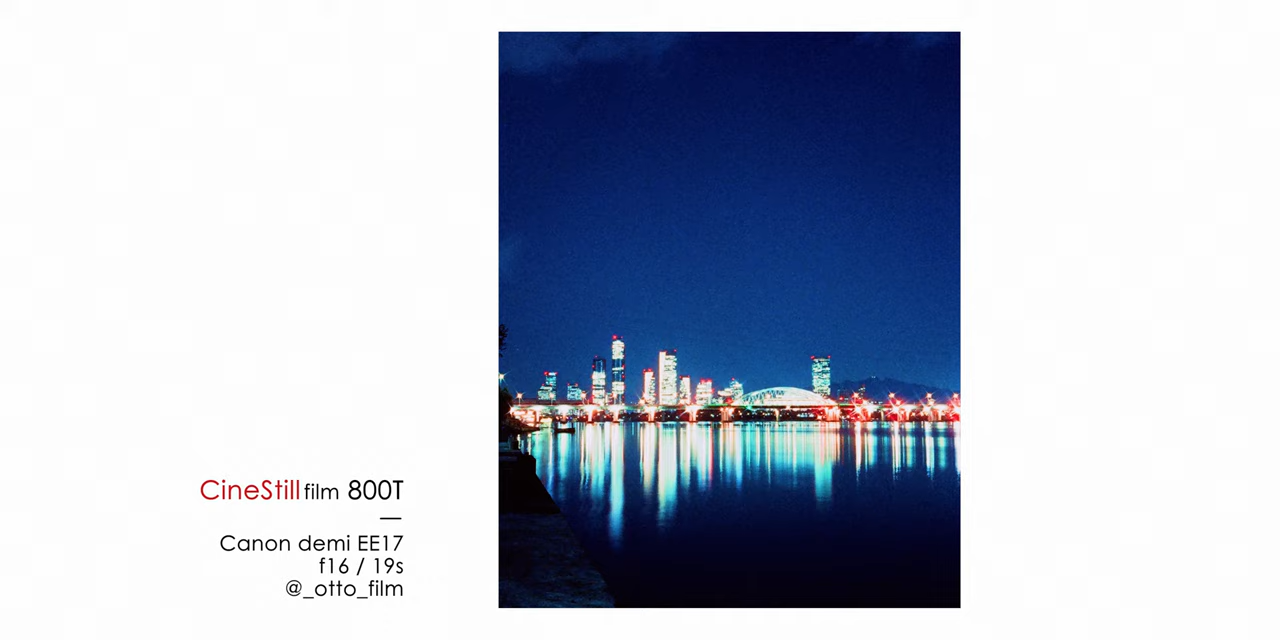 CineStill film 800T
—
Canon demi EE17
f16 / 19s
@_otto_film